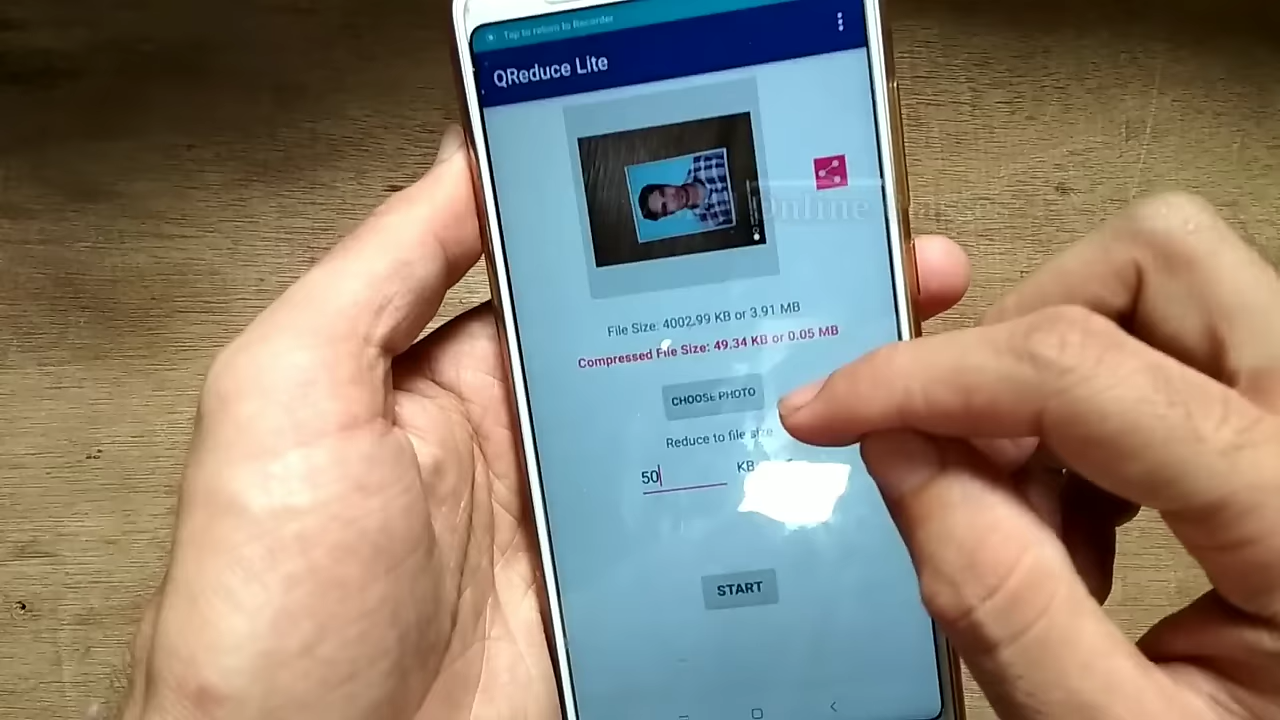 Tap to return to Recorder
QReduce Lite
Online
File Size: 4002.99 KB or 3.91 MB
Compressed File Size: 49.34 KB or 0.05 MB
CHOOSE PHOTO
Reduce to file size
50 KB
START